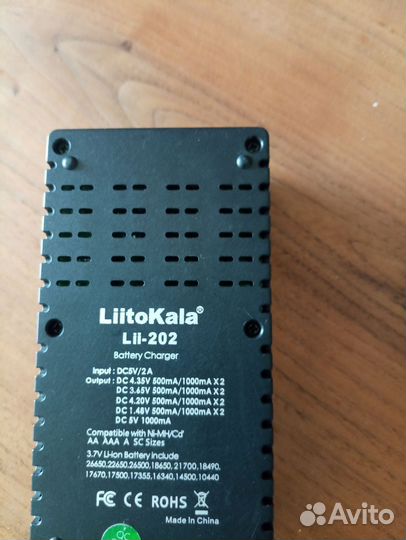 LiitoKala®
Lii-202
Battery Charger
Input : DC5V/2A
Output : DC 4.35V 500mA/1000mA X 2
DC 3.65V 500mA/1000mA X 2
DC 4.20V 500mA/1000mA X 2
DC 1.48V 500mA/1000mA X 2
DC 5V 1000mA
Compatible with Ni-MH/Cd'
AA AAA A SC Sizes
3.7V Li-Ion Battery include
26650,22650,26500,18650, 21700,18490,
17670,17500,17355,16340,14500,10440
FC CE ROHS
Made In China
QC
Avito